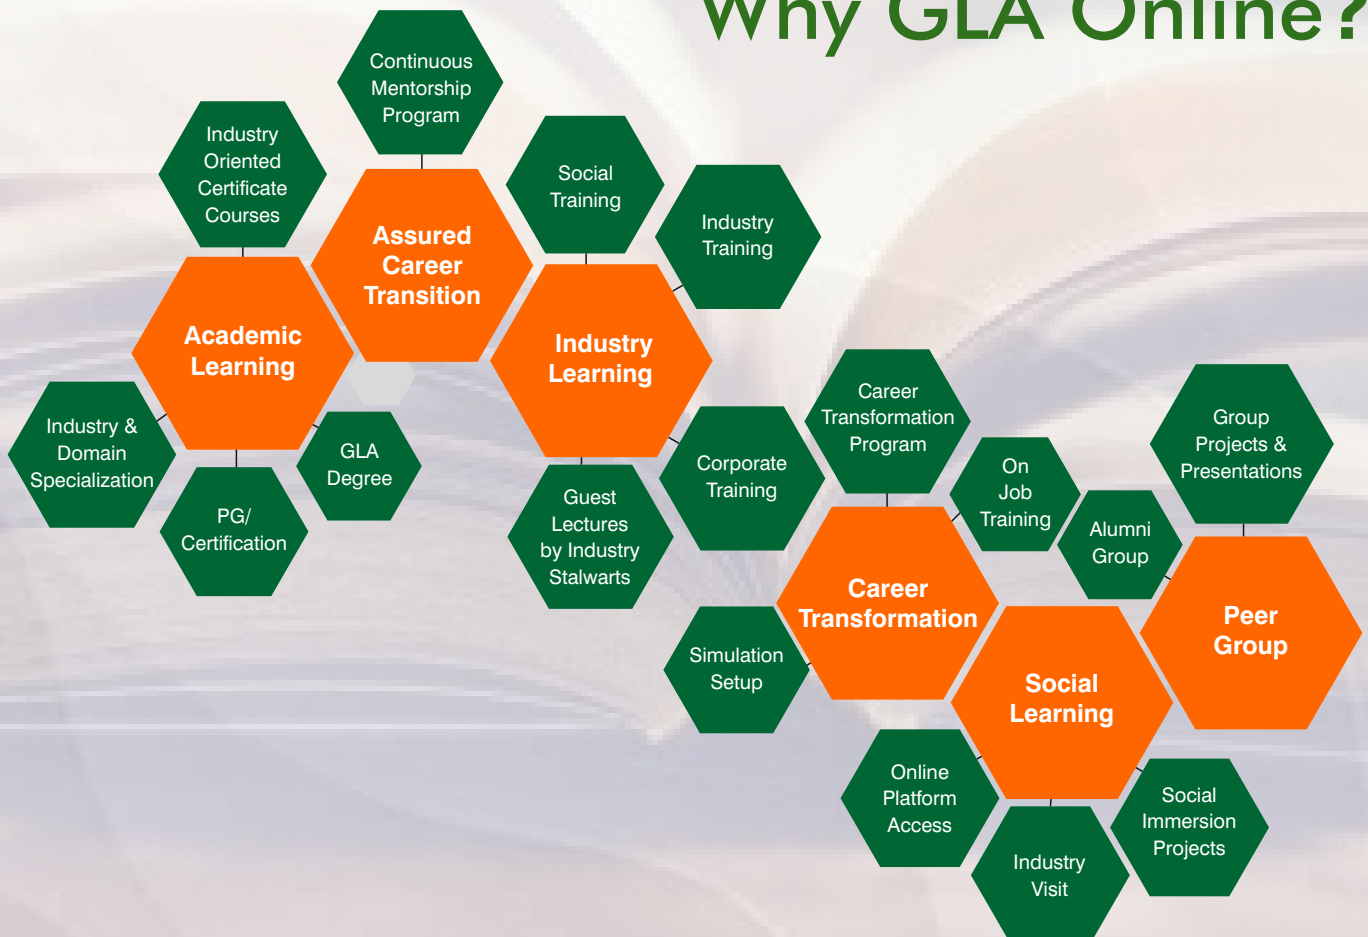 Why GLA Online?
Continuous
Mentorship
Program
Industry
Oriented
Certificate
Courses
Social
Training
Industry
Training
Assured
Career
Transition
Academic
Learning
Industry
Learning
Industry &
Domain
Specialization
PG/
Certification
GLA
Degree
Guest
Lectures
by Industry
Stalwarts
Corporate
Training
Career
Transformation
Program
On
Job
Training
Alumni
Group
Group
Projects &
Presentations
Career
Transformation
Peer
Group
Simulation
Setup
Social
Learning
Online
Platform
Access
Industry
Visit
Social
Immersion
Projects